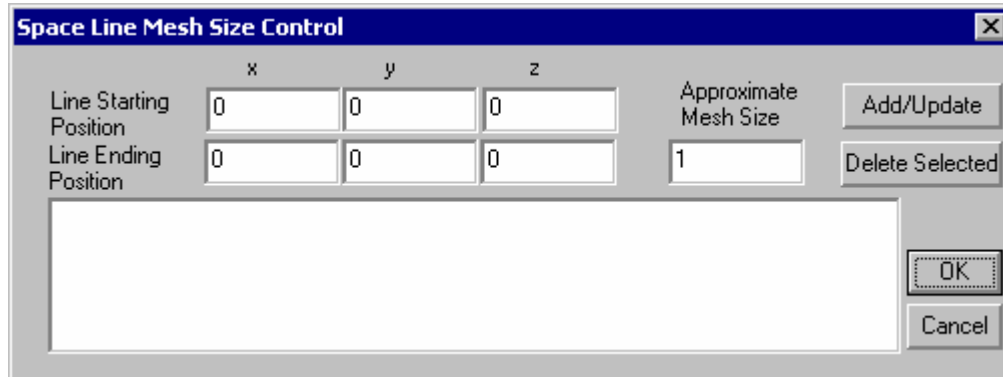 Space Line Mesh Size Control
x y z
Line Starting Position
0 0 0
Approximate Mesh Size
Add/Update
Line Ending Position
0 0 0
1
Delete Selected
OK
Cancel